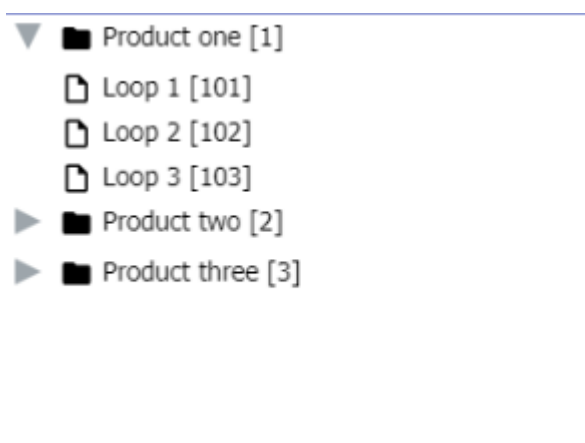 Product one [1]
Loop 1 [101]
Loop 2 [102]
Loop 3 [103]
Product two [2]
Product three [3]